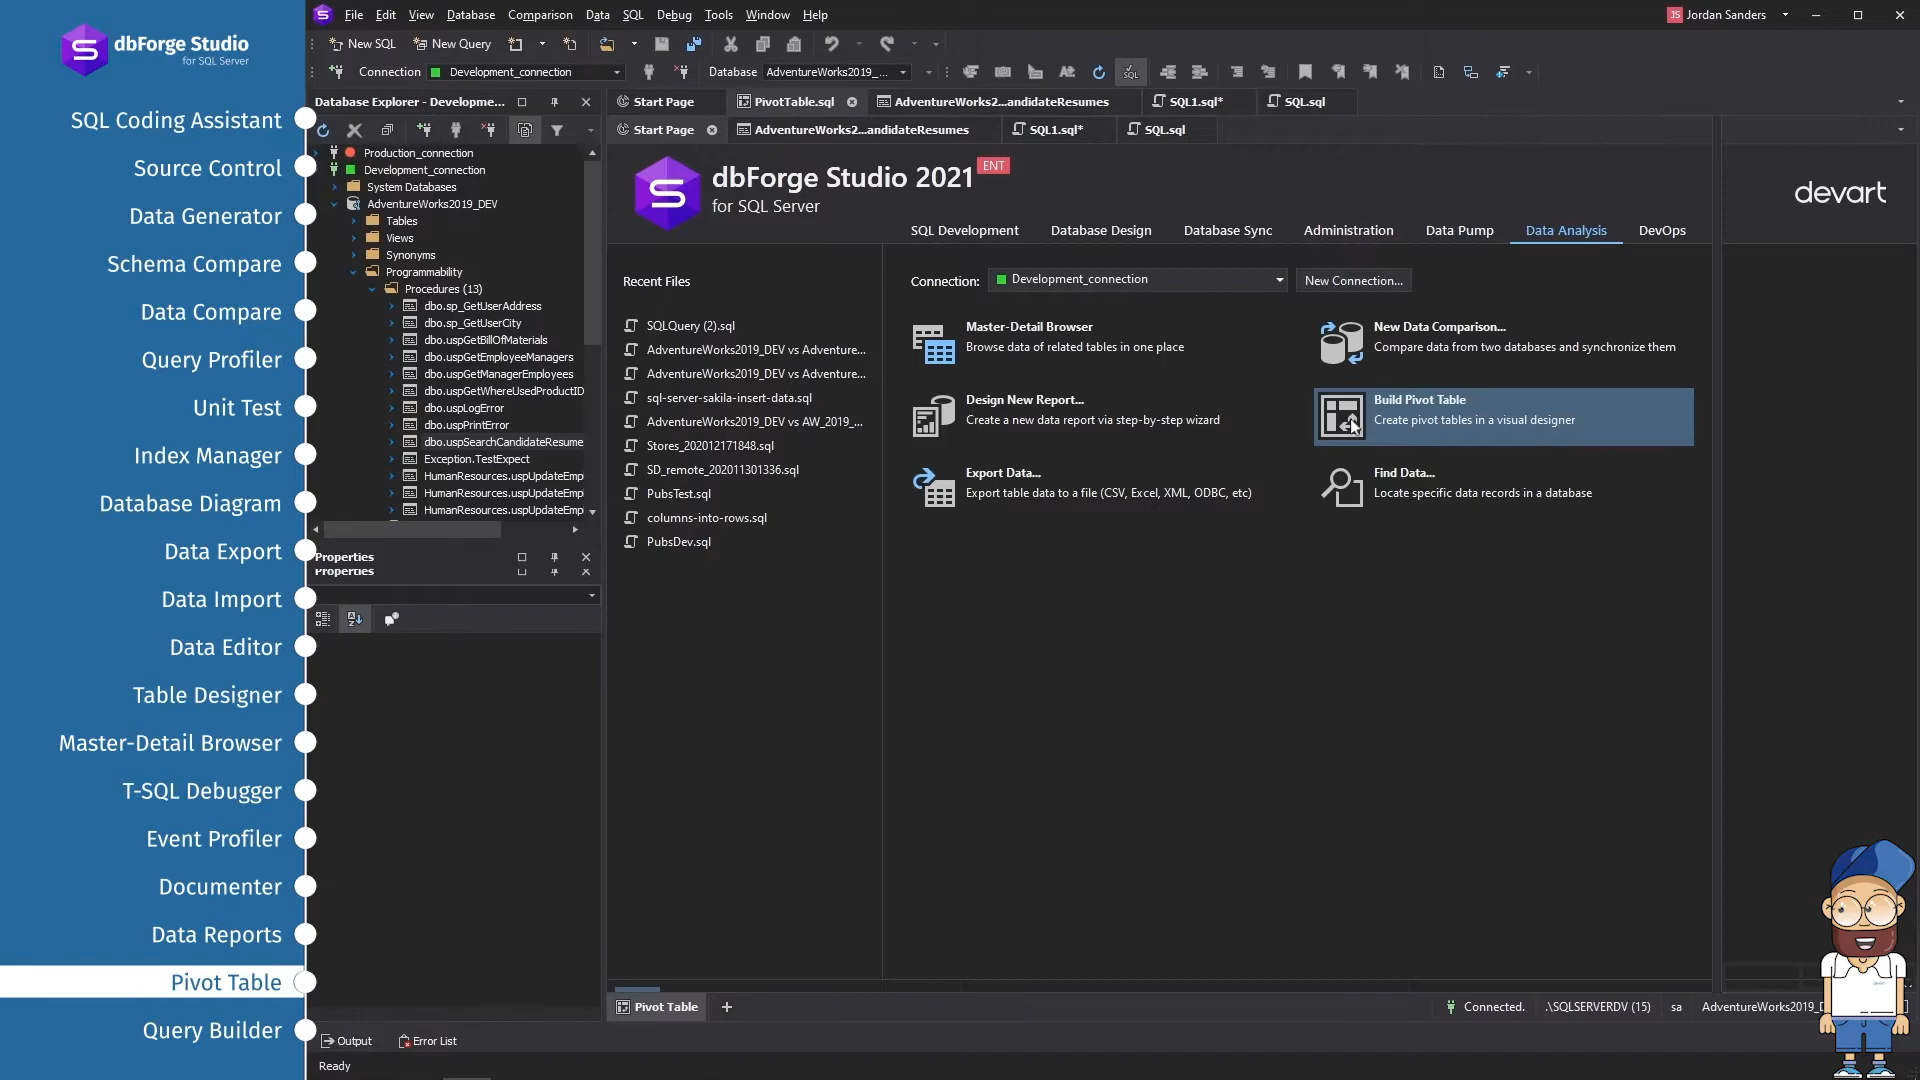 dbForge Studio
for SQL Server
SQL Coding Assistant
Source Control
Data Generator
Schema Compare
Data Compare
Query Profiler
Unit Test
Index Manager
Database Diagram
Data Export
Data Import
Data Editor
Table Designer
Master-Detail Browser
T-SQL Debugger
Event Profiler
Documenter
Data Reports
Pivot Table
Query Builder
File Edit View Database Comparison Data SQL Debug Tools Window Help
JS Jordan Sanders
New SQL New Query
Connection Development_connection Database AdventureWorks2019_...
Database Explorer - Developme...
Production_connection
Development_connection
System Databases
AdventureWorks2019_DEV
Tables
Views
Synonyms
Programmability
Procedures (13)
dbo.sp_GetUserAddress
dbo.sp_GetUserCity
dbo.uspGetBillOfMaterials
dbo.uspGetEmployeeManagers
dbo.uspGetManagerEmployees
dbo.uspGetWhereUsedProductID
dbo.uspLogError
dbo.uspPrintError
dbo.uspSearchCandidateResume
Exception.TestExpect
HumanResources.uspUpdateEmp
HumanResources.uspUpdateEmp
HumanResources.uspUpdateEmp
Properties
Properties
Start Page PivotTable.sql AdventureWorks2...andidateResumes SQL1.sql* SQL.sql
Start Page AdventureWorks2...andidateResumes SQL1.sql* SQL.sql
dbForge Studio 2021 ENT
for SQL Server
devart
SQL Development Database Design Database Sync Administration Data Pump Data Analysis DevOps
Recent Files
SQLQuery (2).sql
AdventureWorks2019_DEV vs Adventure...
AdventureWorks2019_DEV vs Adventure...
sql-server-sakila-insert-data.sql
AdventureWorks2019_DEV vs AW_2019_...
Stores_202012171848.sql
SD_remote_202011301336.sql
PubsTest.sql
columns-into-rows.sql
PubsDev.sql
Connection: Development_connection New Connection...
Master-Detail Browser
Browse data of related tables in one place
New Data Comparison...
Compare data from two databases and synchronize them
Design New Report...
Create a new data report via step-by-step wizard
Build Pivot Table
Create pivot tables in a visual designer
Export Data...
Export table data to a file (CSV, Excel, XML, ODBC, etc)
Find Data...
Locate specific data records in a database
Pivot Table
Connected. .\SQLSERVERDV (15) sa AdventureWorks2019_
Output Error List
Ready